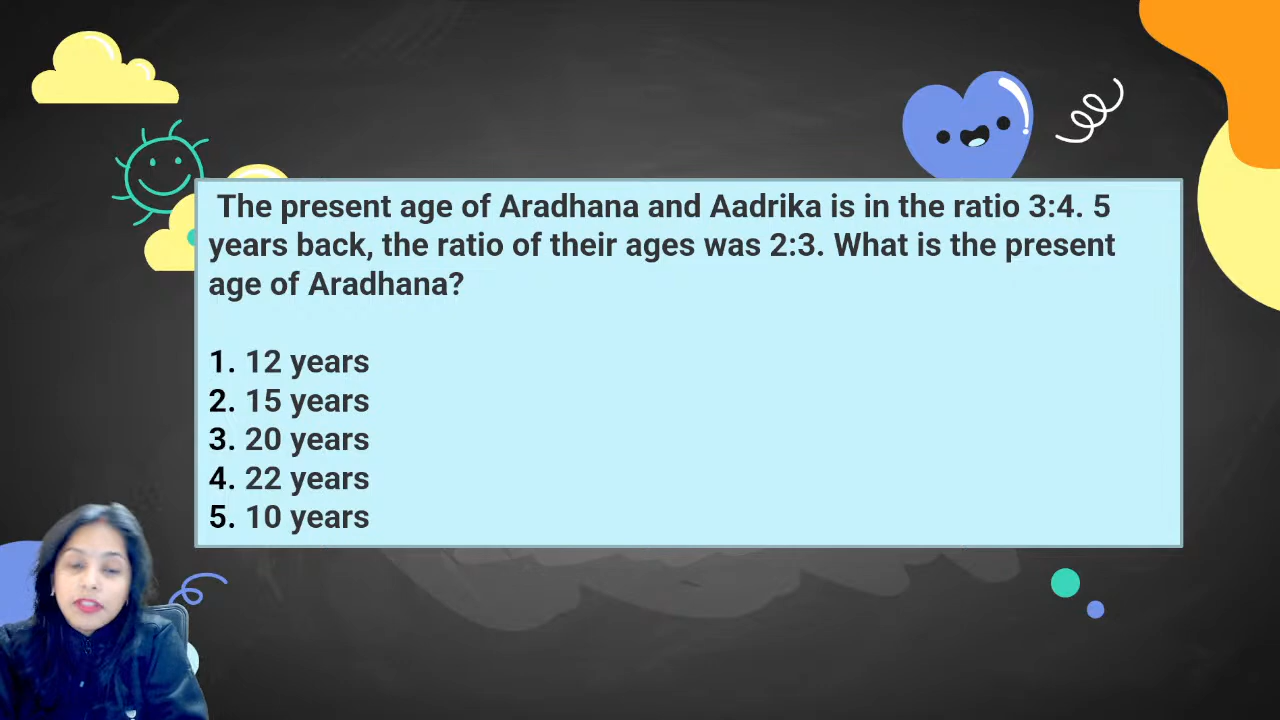 The present age of Aradhana and Aadrika is in the ratio 3:4. 5
years back, the ratio of their ages was 2:3. What is the present
age of Aradhana?
1. 12 years
2. 15 years
3. 20 years
4. 22 years
5. 10 years